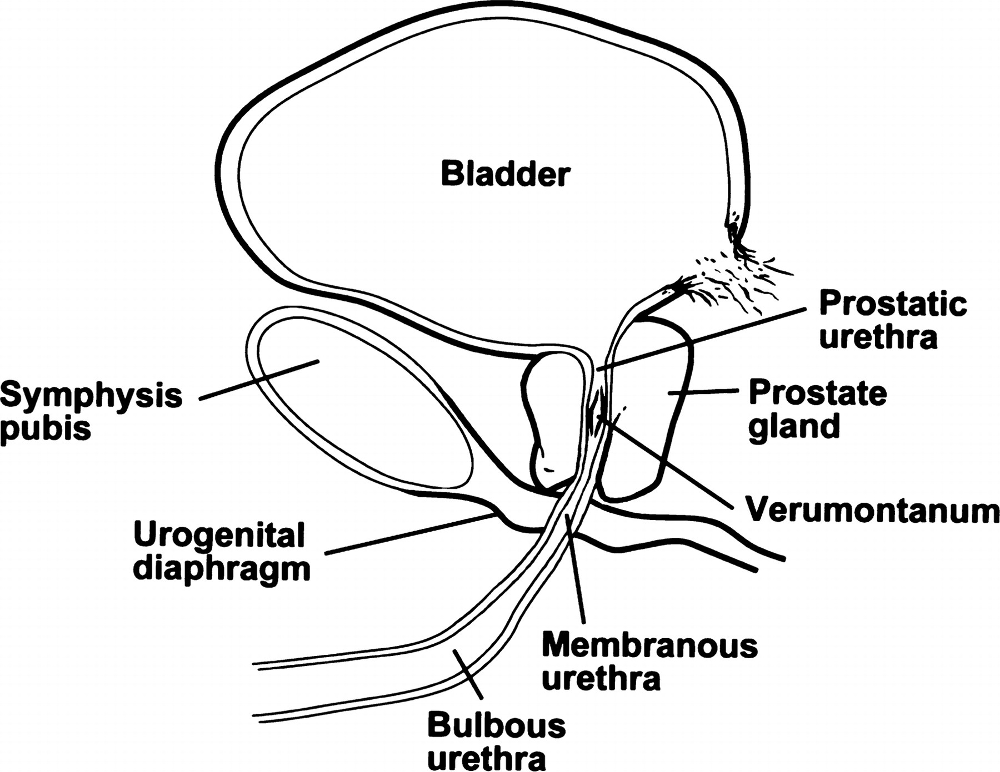 Bladder
Prostatic
urethra
Symphysis
pubis
Prostate
gland
Verumontanum
Urogenital
diaphragm
Membranous
urethra
Bulbous
urethra